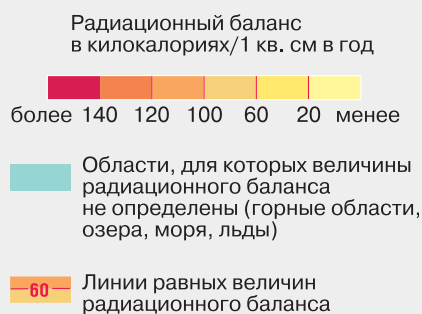 Радиационный баланс
в килокалориях/1 кв. см в год
более 140 120 100 60 20 менее
Области, для которых величины
радиационного баланса
не определены (горные области,
озера, моря, льды)
60
Линии равных величин
радиационного баланса